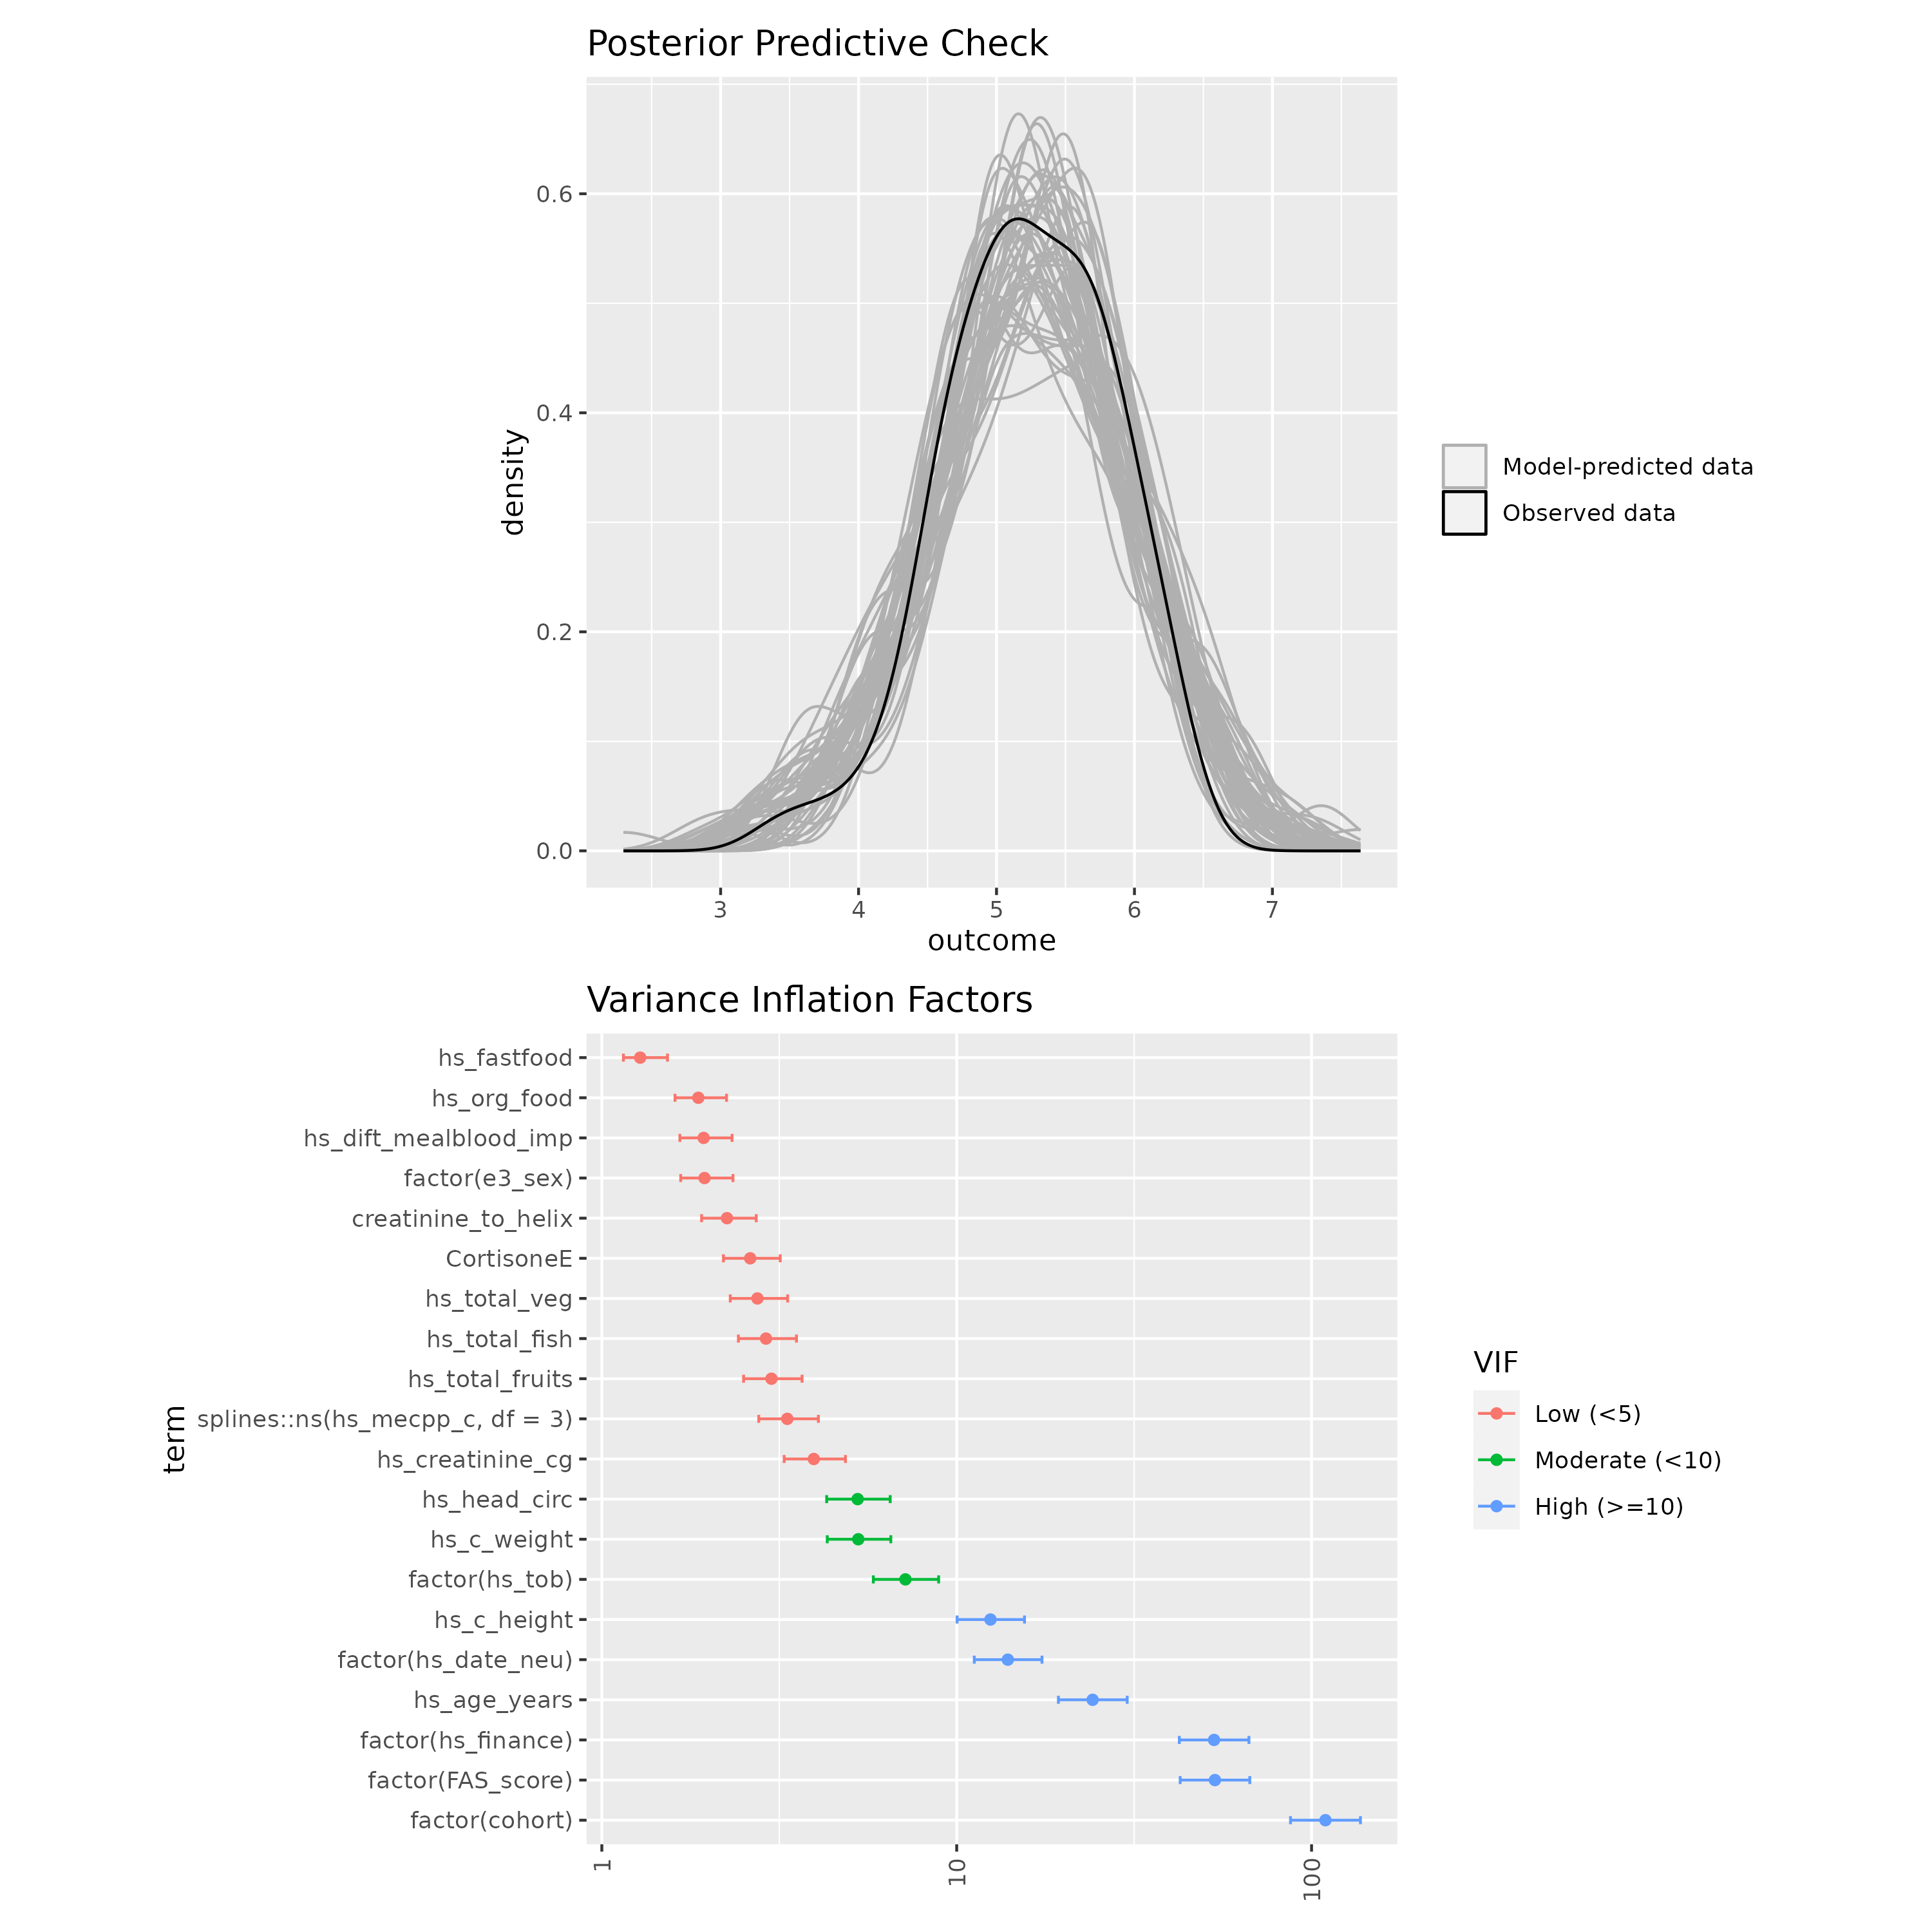 Posterior Predictive Check
density
0.6
0.4
0.2
0.0
3 4 5 6 7
outcome
Model-predicted data
Observed data
Variance Inflation Factors
term
hs_fastfood
hs_org_food
hs_dift_mealblood_imp
factor(e3_sex)
creatinine_to_helix
CortisoneE
hs_total_veg
hs_total_fish
hs_total_fruits
splines::ns(hs_mecpp_c, df = 3)
hs_creatinine_cg
hs_head_circ
hs_c_weight
factor(hs_tob)
hs_c_height
factor(hs_date_neu)
hs_age_years
factor(hs_finance)
factor(FAS_score)
factor(cohort)
1 10 100
VIF
Low (<5)
Moderate (<10)
High (>=10)